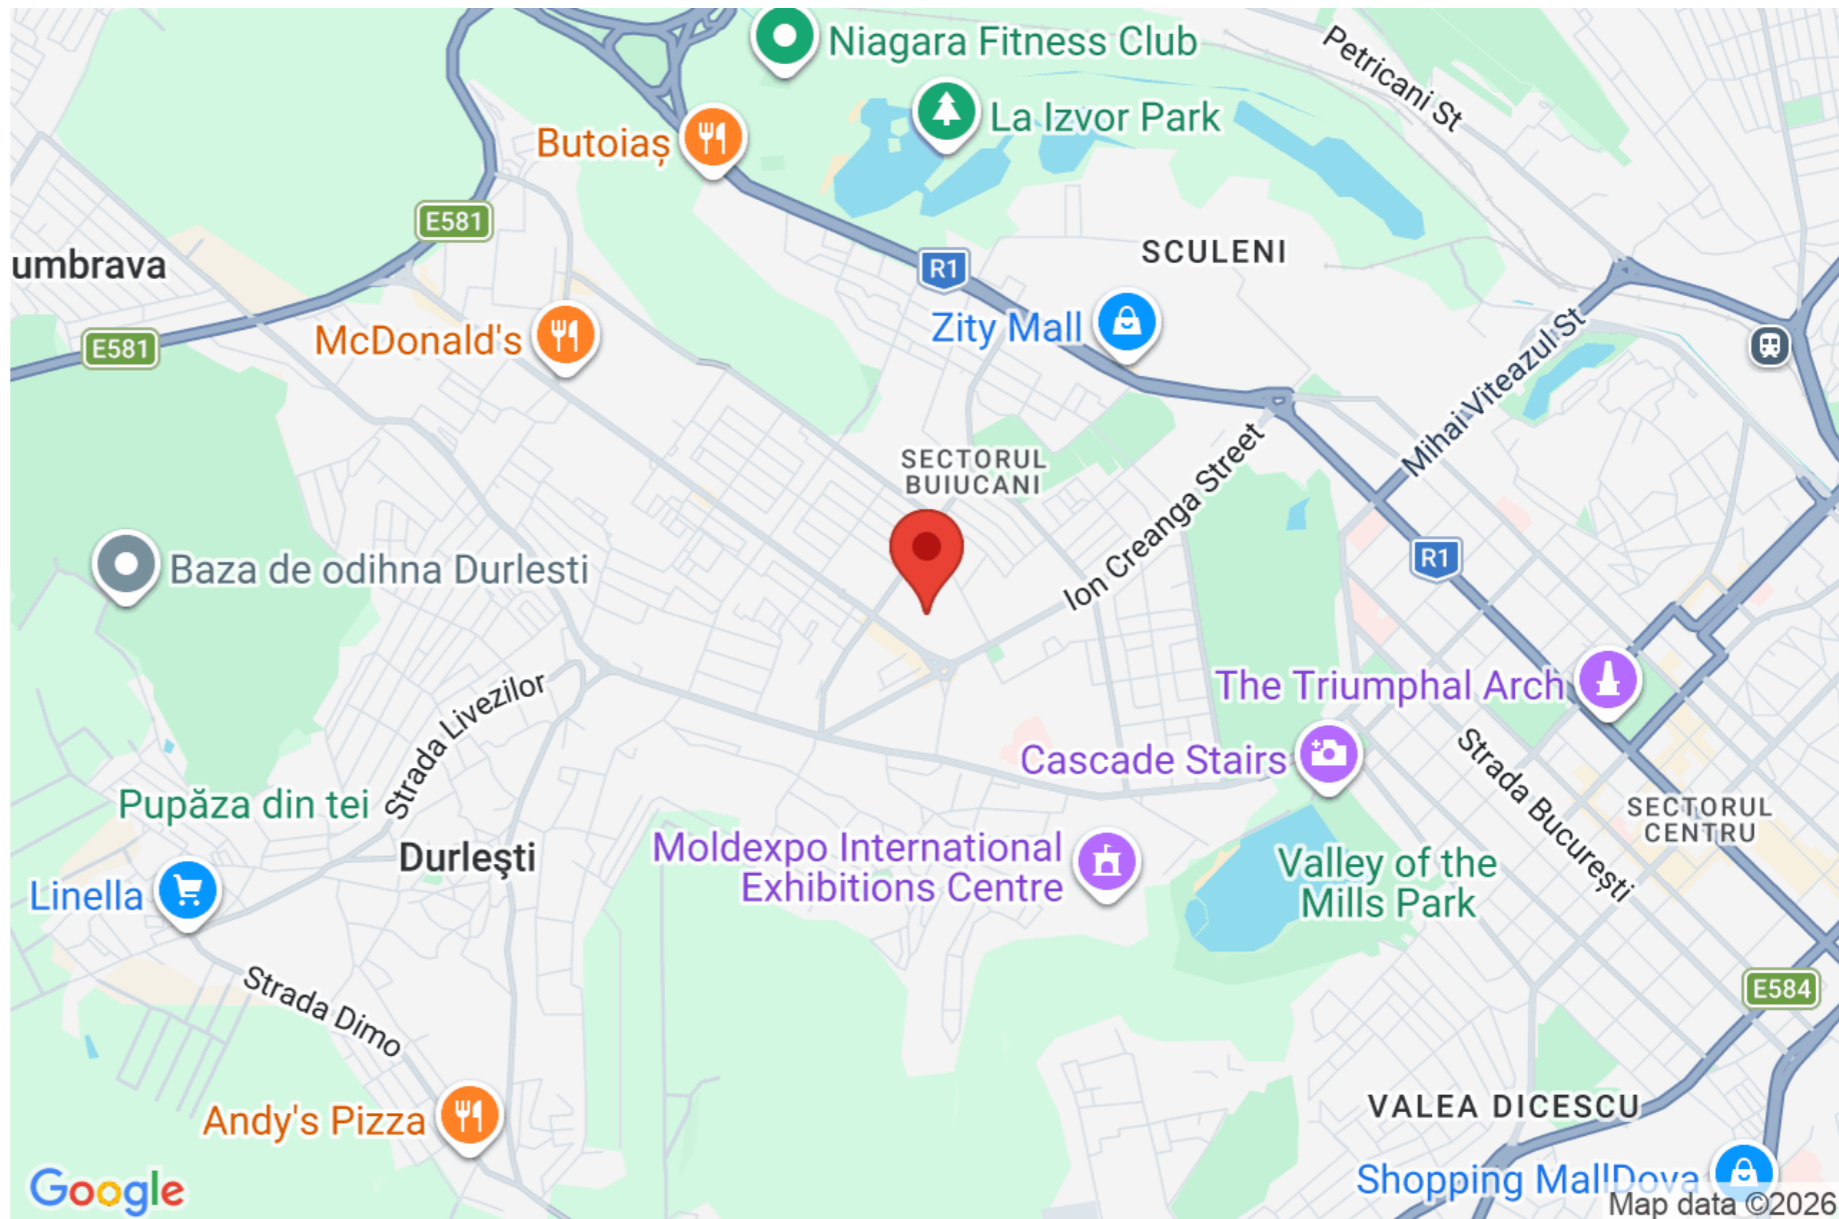 Niagara Fitness Club
Petricani St
La Izvor Park
Butoiaș
E581
SCULENI
umbrava
R1
Zity Mall
McDonald's
E581
Mihai Viteazul St
SECTORUL
BUIUCANI
Ion Creanga Street
Baza de odihna Durlesti
R1
The Triumphal Arch
Strada Livezilor
Cascade Stairs
Strada București
Pupăza din tei
SECTORUL
CENTRU
Durleşti
Moldexpo International
Exhibitions Centre
Valley of the
Mills Park
Linella
Strada Dimo
E584
VALEA DICESCU
Andy's Pizza
Shopping MallDova
Google
Map data ©2026